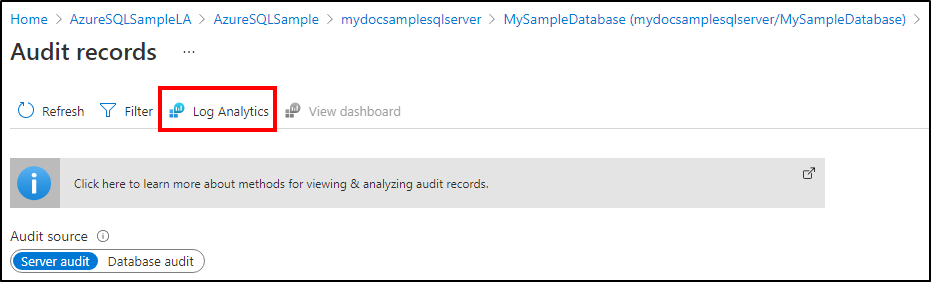 Home > AzureSQLSampleLA > AzureSQLSample > mydocsamplesqlserver > MySampleDatabase (mydocsamplesqlserver/MySampleDatabase) >
Audit records ...
Refresh Filter Log Analytics View dashboard
Click here to learn more about methods for viewing & analyzing audit records.
Audit source
Server audit Database audit